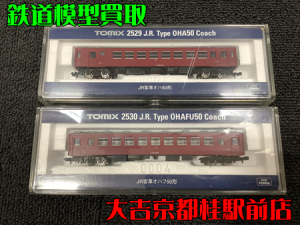 鉄道模型買取
TOMIX 2529 J.R. Type OHA50 Coach
JR客車オハ50形
TOMIX 2530 J.R. Type OHAFU50 Coach
JR客車オハフ50形
大吉京都桂駅前店